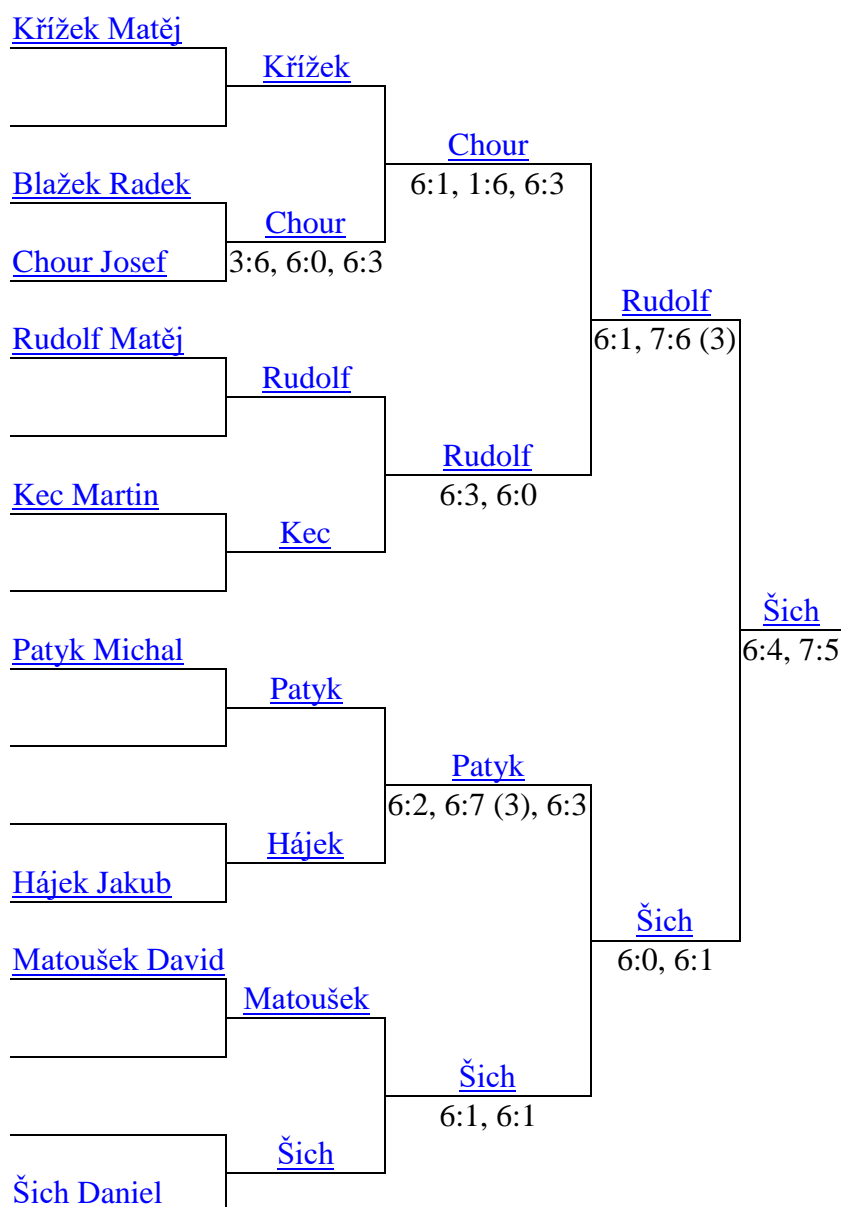 Křížek Matěj
Křížek
Chour
6:1, 1:6, 6:3
Blažek Radek
Chour
3:6, 6:0, 6:3
Chour Josef
Rudolf
6:1, 7:6 (3)
Rudolf Matěj
Rudolf
Rudolf
6:3, 6:0
Kec Martin
Kec
Šich
6:4, 7:5
Patyk Michal
Patyk
Patyk
6:2, 6:7 (3), 6:3
Hájek
Hájek Jakub
Šich
6:0, 6:1
Matoušek David
Matoušek
Šich
6:1, 6:1
Šich
Šich Daniel